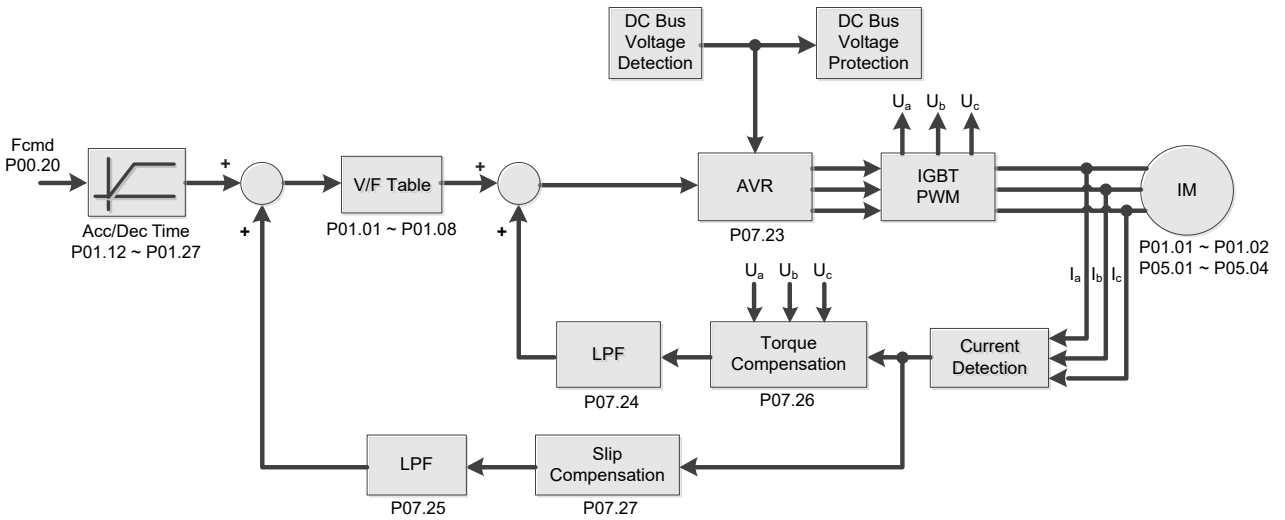 DC Bus
Voltage
Detection
DC Bus
Voltage
Protection
Ua
Ub
Uc
Fcmd
P00.20
+
+
V/F Table
AVR
IGBT
PWM
IM
Acc/Dec Time
P01.12 ~ P01.27
+
P01.01 ~ P01.08
+
P07.23
P01.01 ~ P01.02
P05.01 ~ P05.04
Ua
Ub
Uc
Ia
Ib
Ic
LPF
Torque
Compensation
Current
Detection
P07.24
P07.26
LPF
Slip
Compensation
P07.25
P07.27